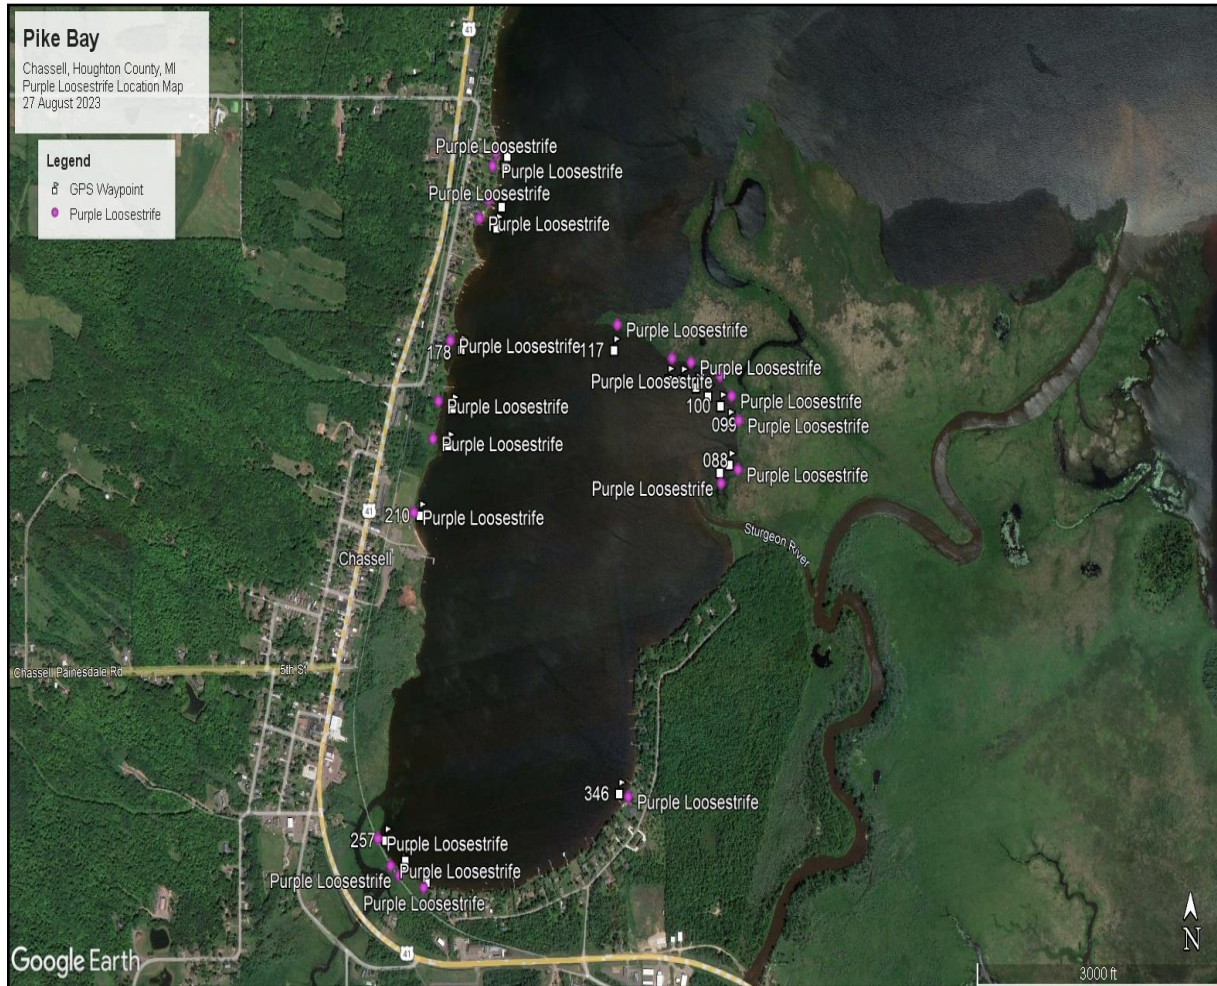 Pike Bay
Chassell, Houghton County, MI
Purple Loosestrife Location Map
27 August 2023
Legend
GPS Waypoint
Purple Loosestrife
41
Purple Loosestrife
Purple Loosestrife
Purple Loosestrife
Purple Loosestrife
Purple Loosestrife
178 Purple Loosestrife
117
Purple Loosestrife
Purple Loosestrife
Purple Loosestrife
100
Purple Loosestrife
099
Purple Loosestrife
Purple Loosestrife
088
Purple Loosestrife
Purple Loosestrife
41
210 Purple Loosestrife
Sturgeon River
Chassell
Chassell Painesdale Rd
5th St
346
Purple Loosestrife
257 Purple Loosestrife
Purple Loosestrife
Purple Loosestrife
Purple Loosestrife
41
Google Earth
N
3000 ft